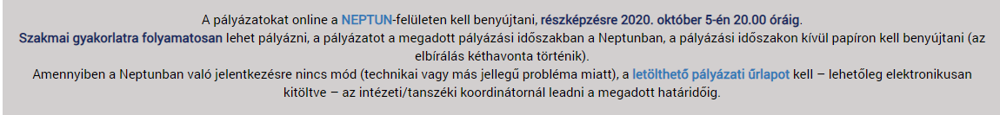 A pályázatokat online a NEPTUN-felületen kell benyújtani, részképzésre 2020. október 5-én 20.00 óráig.
Szakmai gyakorlatra folyamatosan lehet pályázni, a pályázatot a megadott pályázási időszakban a Neptunban, a pályázási időszakon kívül papíron kell benyújtani (az
elbírálás kéthavonta történik).
Amennyiben a Neptunban való jelentkezésre nincs mód (technikai vagy más jellegű probléma miatt), a letölthető pályázati űrlapot kell – lehetőleg elektronikusan
kitöltve – az intézeti/tanszéki koordinátornál leadni a megadott határidőig.